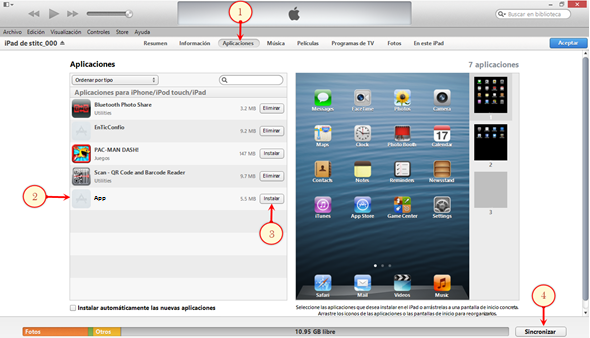 1
Buscar en biblioteca
Archivo Edición Visualización Controles Store Ayuda
iPad de stitc_000
Resumen Información Aplicaciones Música Películas Programas de TV Fotos En este iPad
Aceptar
Aplicaciones
7 aplicaciones
Ordenar por tipo
Aplicaciones para iPhone/iPod touch/iPad
Bluetooth Photo Share
Utilities
3.2 MB
Eliminar
EnTicConfio
9.2 MB
Eliminar
PAC-MAN DASH!
Juegos
147 MB
Instalar
Scan - QR Code and Barcode Reader
Utilities
9.7 MB
Eliminar
2
App
5.5 MB
Instalar
3
Messages FaceTime Photos Camera
Maps Clock Photo Booth Calendar
17
Contacts Notes Reminders Newsstand
iTunes App Store Game Center Settings
Safari Mail Videos Music
1
2
3
Instalar automáticamente las nuevas aplicaciones
Seleccione las aplicaciones que desea instalar en el iPad o arrástrelas a una pantalla de inicio concreta.
Arrastre los iconos de las aplicaciones o las pantallas de inicio para reorganizarlos.
4
Fotos
Otros
10.95 GB libre
Sincronizar